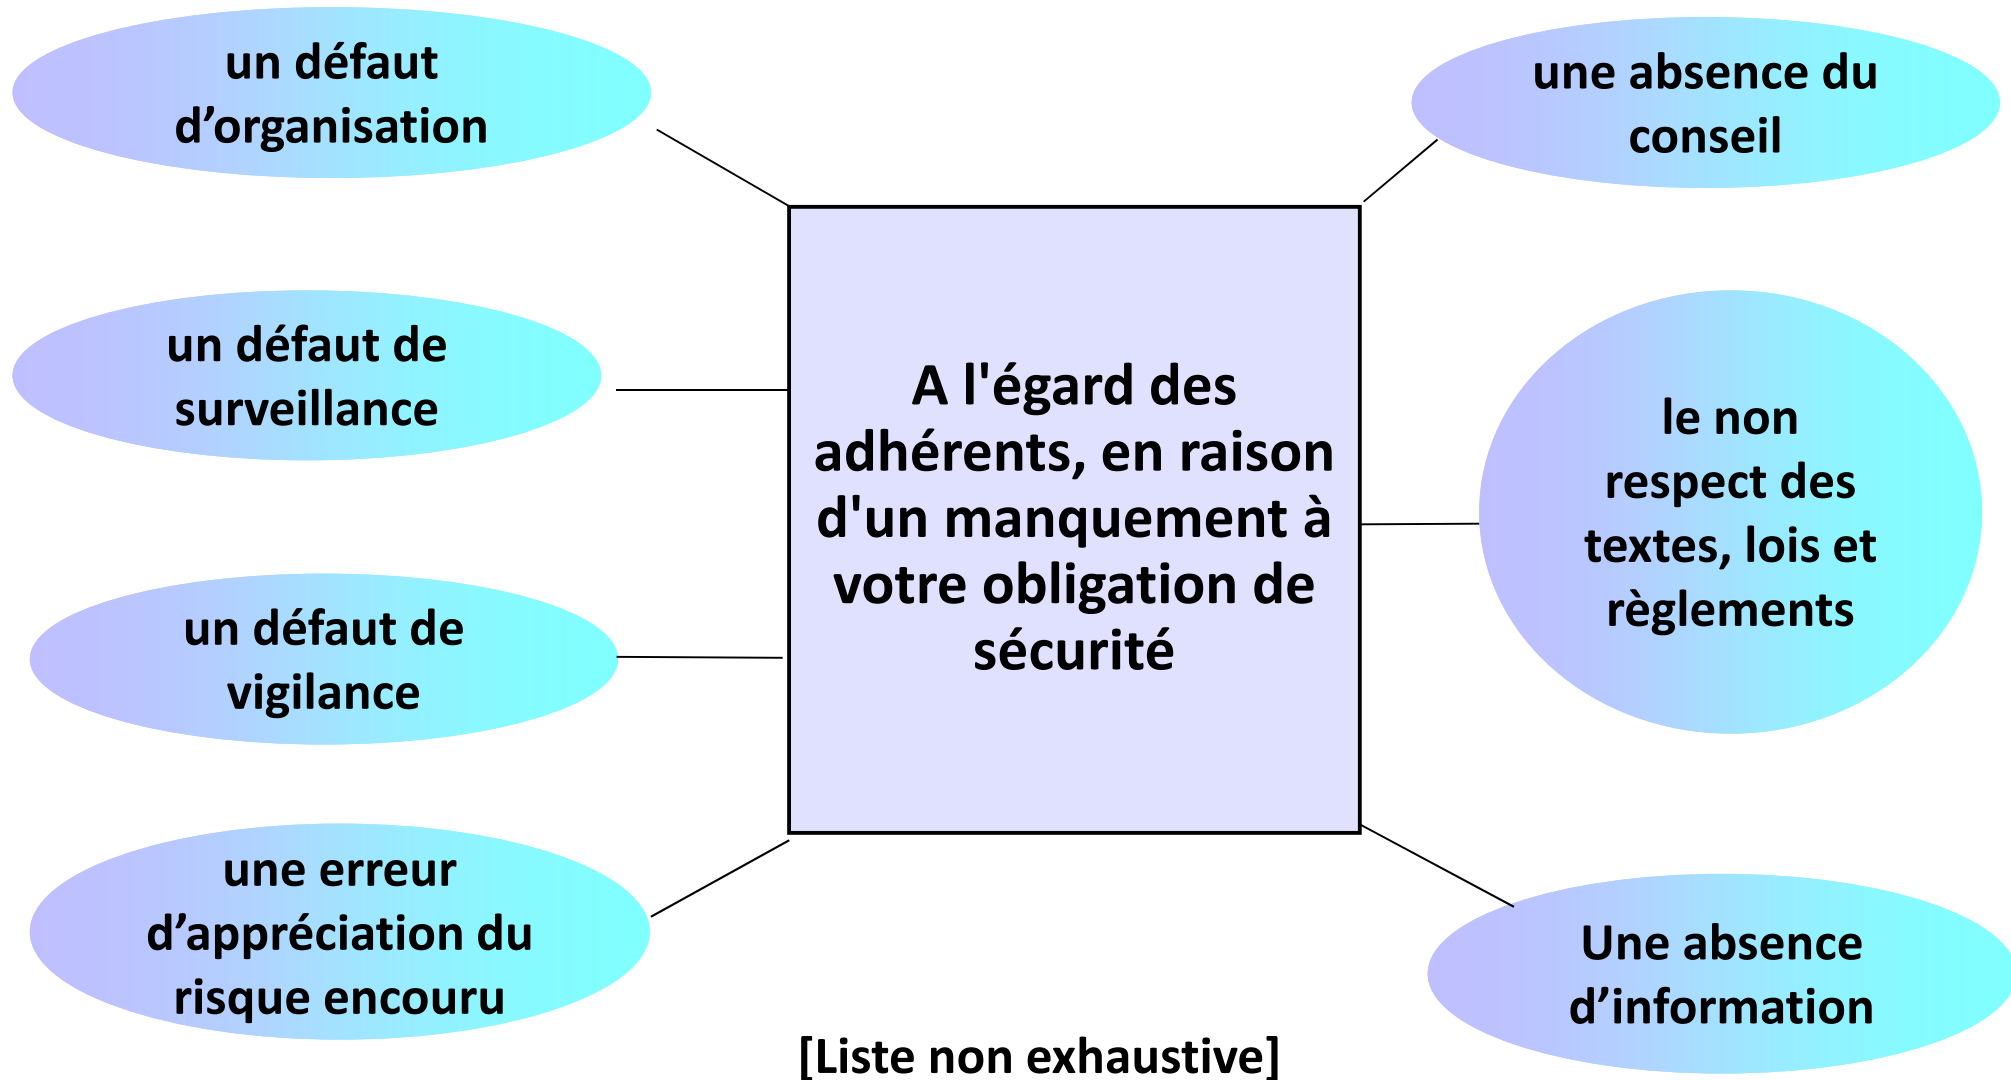 un défaut
d’organisation
un défaut de
surveillance
un défaut de
vigilance
une erreur
d’appréciation du
risque encouru
A l'égard des
adhérents, en raison
d'un manquement à
votre obligation de
sécurité
une absence du
conseil
le non
respect des
textes, lois et
règlements
Une absence
d’information
[Liste non exhaustive]